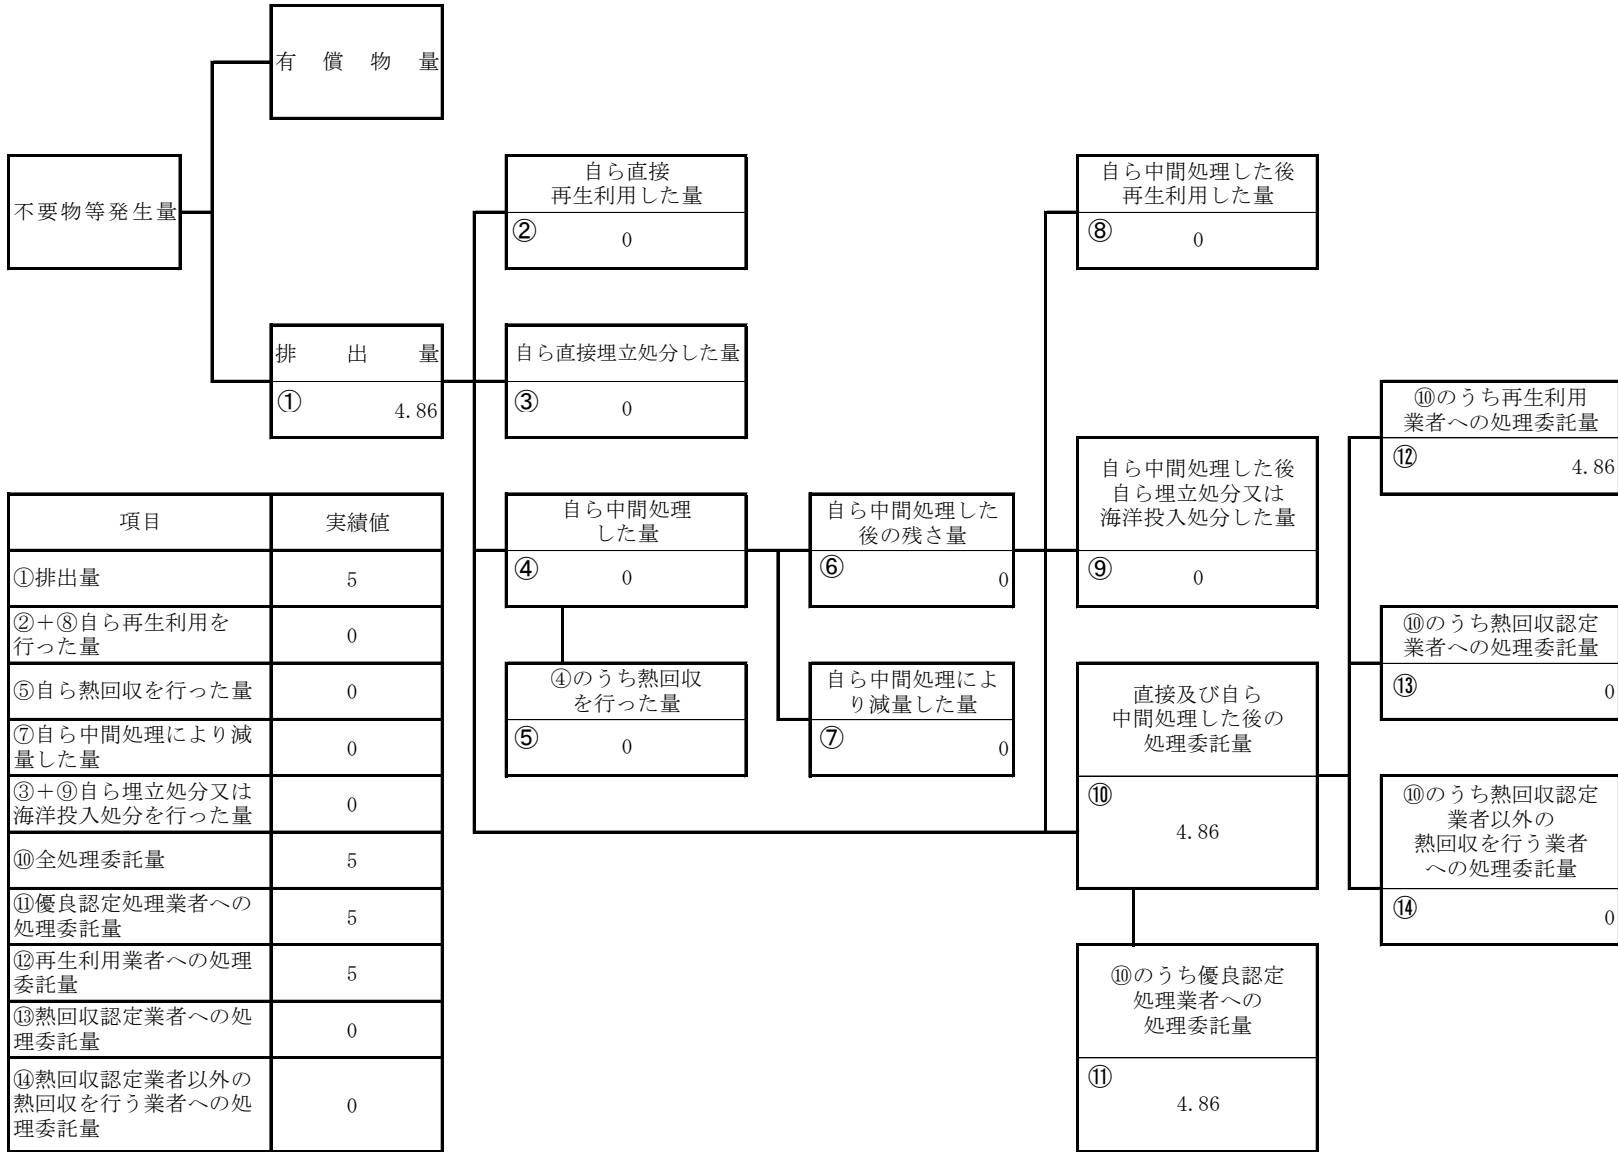 有償物量
不要物等発生量
排出量
①
4.86
自ら直接
再生利用した量
②
0
自ら直接埋立処分した量
③
0
自ら中間処理
した量
④
0
④のうち熱回収
を行った量
⑤
0
自ら中間処理した
後の残さ量
⑥
0
自ら中間処理によ
り減量した量
⑦
0
自ら中間処理した後
再生利用した量
⑧
0
自ら中間処理した後
自ら埋立処分又は
海洋投入処分した量
⑨
0
直接及び自ら
中間処理した後の
処理委託量
⑩
4.86
⑩のうち優良認定
処理業者への
処理委託量
⑪
4.86
⑩のうち再生利用
業者への処理委託量
⑫
4.86
⑩のうち熱回収認定
業者への処理委託量
⑬
0
⑩のうち熱回収認定
業者以外の
熱回収を行う業者
への処理委託量
⑭
0
項目 実績値
①排出量 5
②+⑧自ら再生利用を
行った量 0
⑤自ら熱回収を行った量 0
⑦自ら中間処理により減
量した量 0
③+⑨自ら埋立処分又は
海洋投入処分を行った量 0
⑩全処理委託量 5
⑪優良認定処理業者への
処理委託量 5
⑫再生利用業者への処理
委託量 5
⑬熱回収認定業者への処
理委託量 0
⑭熱回収認定業者以外の
熱回収を行う業者への処 0
理委託量